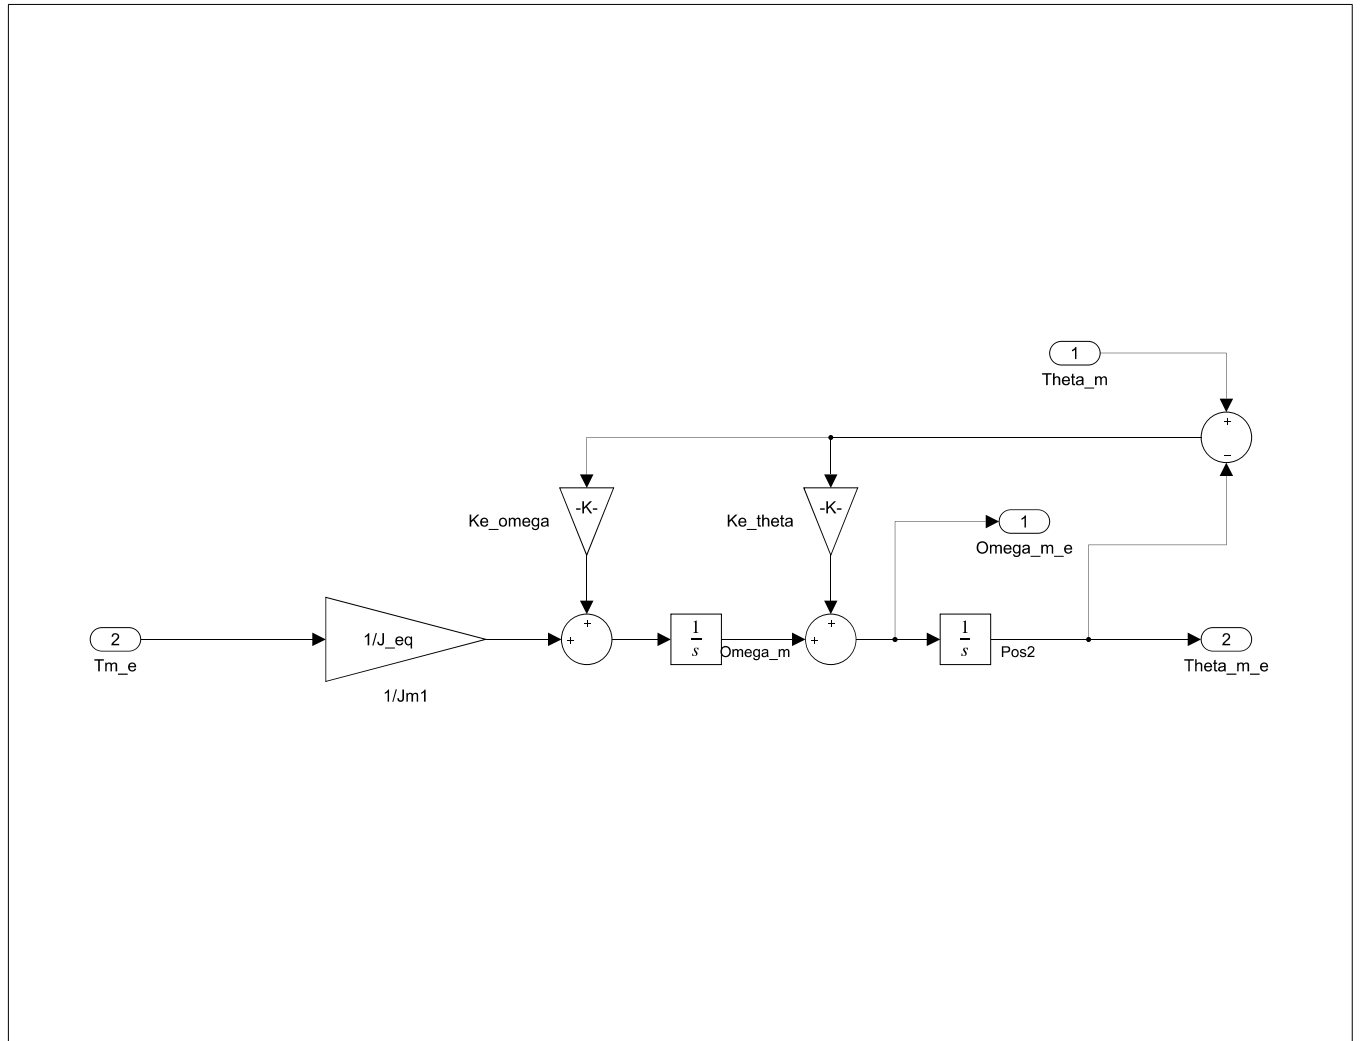 1
Theta_m
+
−
-K-
Ke_omega
-K-
Ke_theta
1
Omega_m_e
2
Tm_e
1/J_eq
1/Jm1
+
+
1
s
Omega_m
+
+
1
s
Pos2
2
Theta_m_e